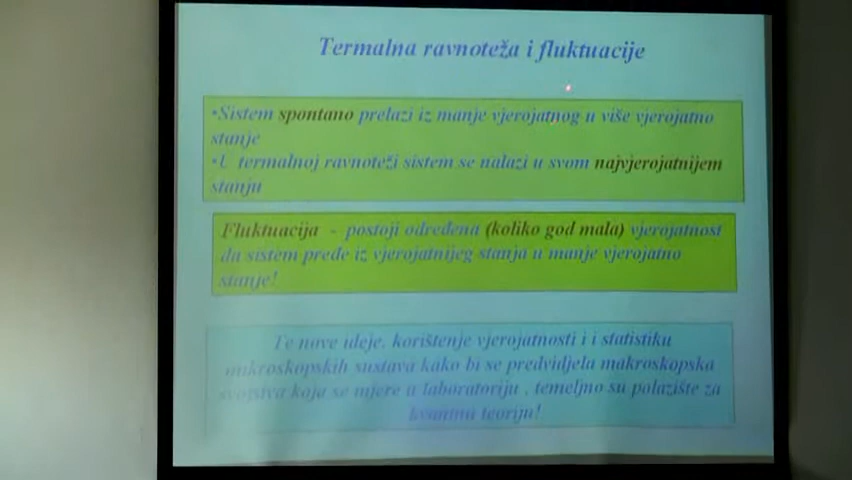 Termalna ravnoteža i fluktuacije
•Sistem spontano prelazi iz manje vjerojatnog u više vjerojatno
stanje
•U termalnoj ravnoteži sistem se nalazi u svom najvjerojatnijem
stanju
Fluktuacija - postoji određena (koliko god mala) vjerojatnost
da sistem pređe iz vjerojatnijeg stanja u manje vjerojatno
stanje!
Te nove ideje, korištenje vjerojatnosti i i statistiku
mikroskopskih sustava kako bi se predvidjela makroskopska
svojstva koja se mjere u laboratoriju , temeljno su polazište za
kvantnu teoriju!